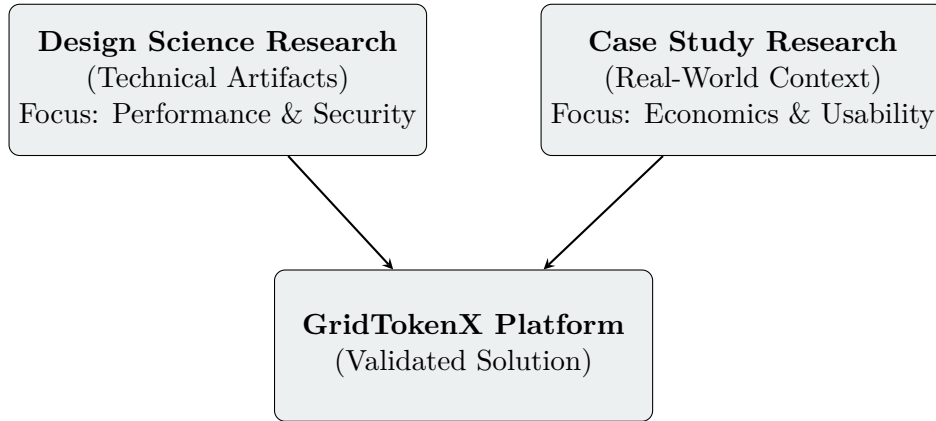 Design Science Research
(Technical Artifacts)
Focus: Performance & Security
Case Study Research
(Real-World Context)
Focus: Economics & Usability
GridTokenX Platform
(Validated Solution)